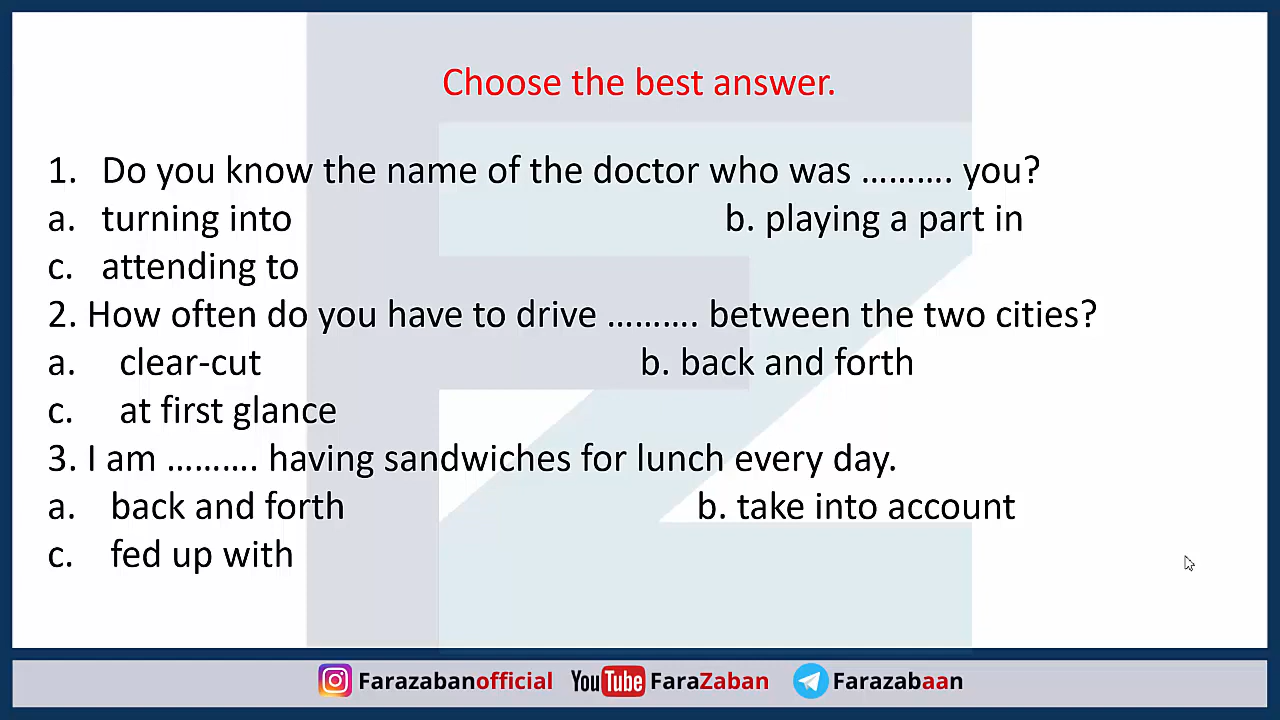 Choose the best answer.
1. Do you know the name of the doctor who was ………. you?
a. turning into b. playing a part in
c. attending to
2. How often do you have to drive ………. between the two cities?
a. clear-cut b. back and forth
c. at first glance
3. I am ………. having sandwiches for lunch every day.
a. back and forth b. take into account
c. fed up with
Farazabanofficial YouTube FaraZaban Farazabaan